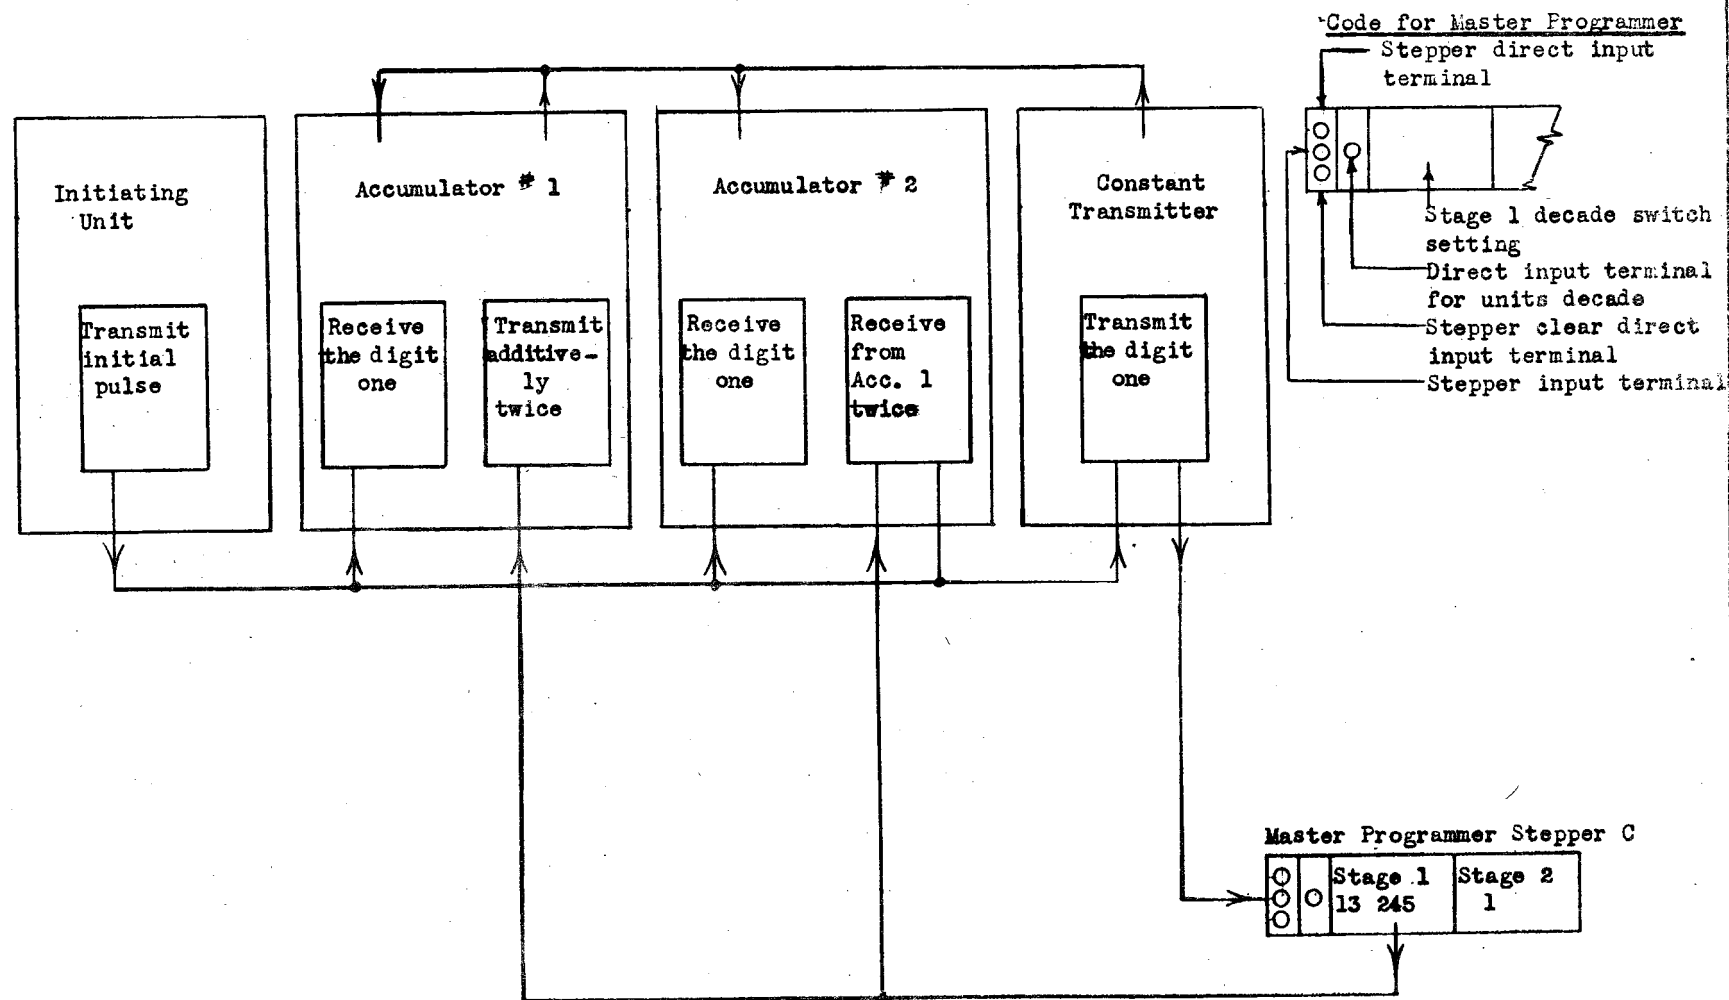 Code for Master Programmer
Stepper direct input
terminal
Stage 1 decade switch
setting
Direct input terminal
for units decade
Stepper clear direct
input terminal
Stepper input terminal
Initiating
Unit
Transmit
initial
pulse
Accumulator # 1
Receive
the digit
one
Transmit
additive-
ly
twice
Accumulator # 2
Receive
the digit
one
Receive
from
Acc. 1
twice
Constant
Transmitter
Transmit
the digit
one
Master Programmer Stepper C
Stage 1
13 245
Stage 2
1